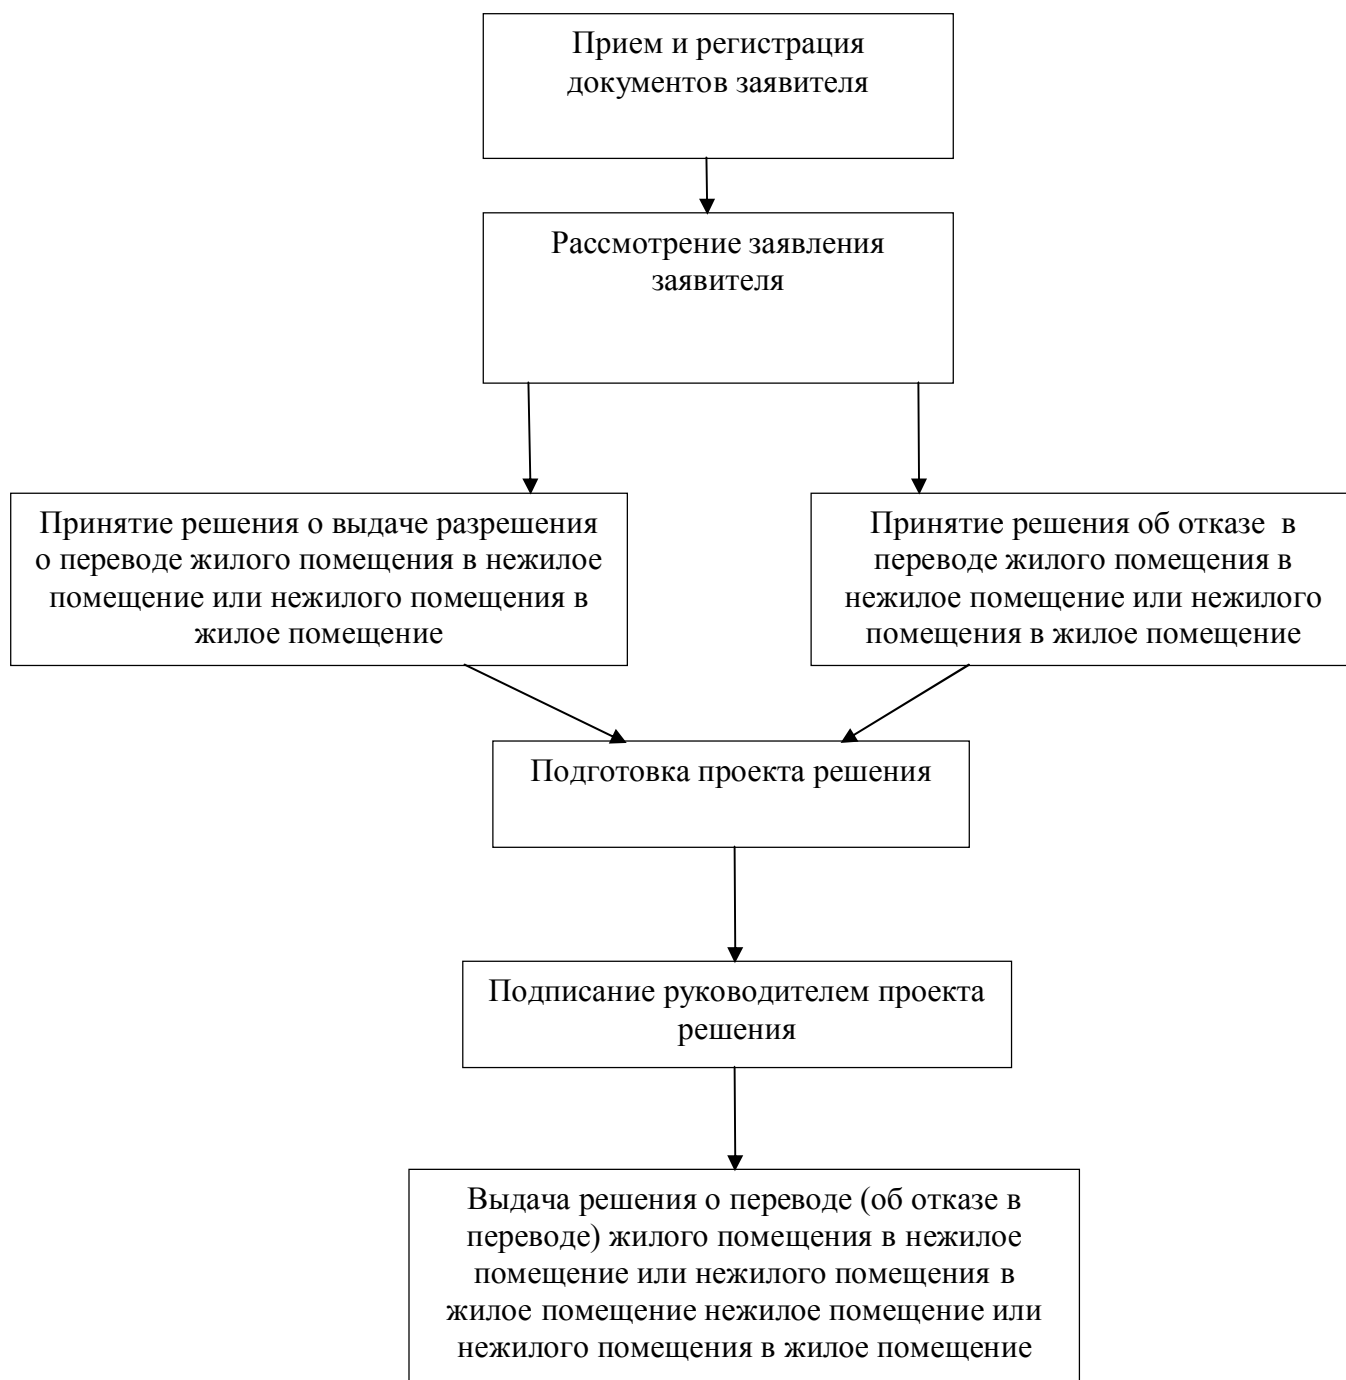 Прием и регистрация
документов заявителя
Рассмотрение заявления
заявителя
Принятие решения о выдаче разрешения
о переводе жилого помещения в нежилое
помещение или нежилого помещения в
жилое помещение
Принятие решения об отказе  в
переводе жилого помещения в
нежилое помещение или нежилого
помещения в жилое помещение
Подготовка проекта решения
Подписание руководителем проекта
решения
Выдача решения о переводе (об отказе в
переводе) жилого помещения в нежилое
помещение или нежилого помещения в
жилое помещение нежилое помещение или
нежилого помещения в жилое помещение